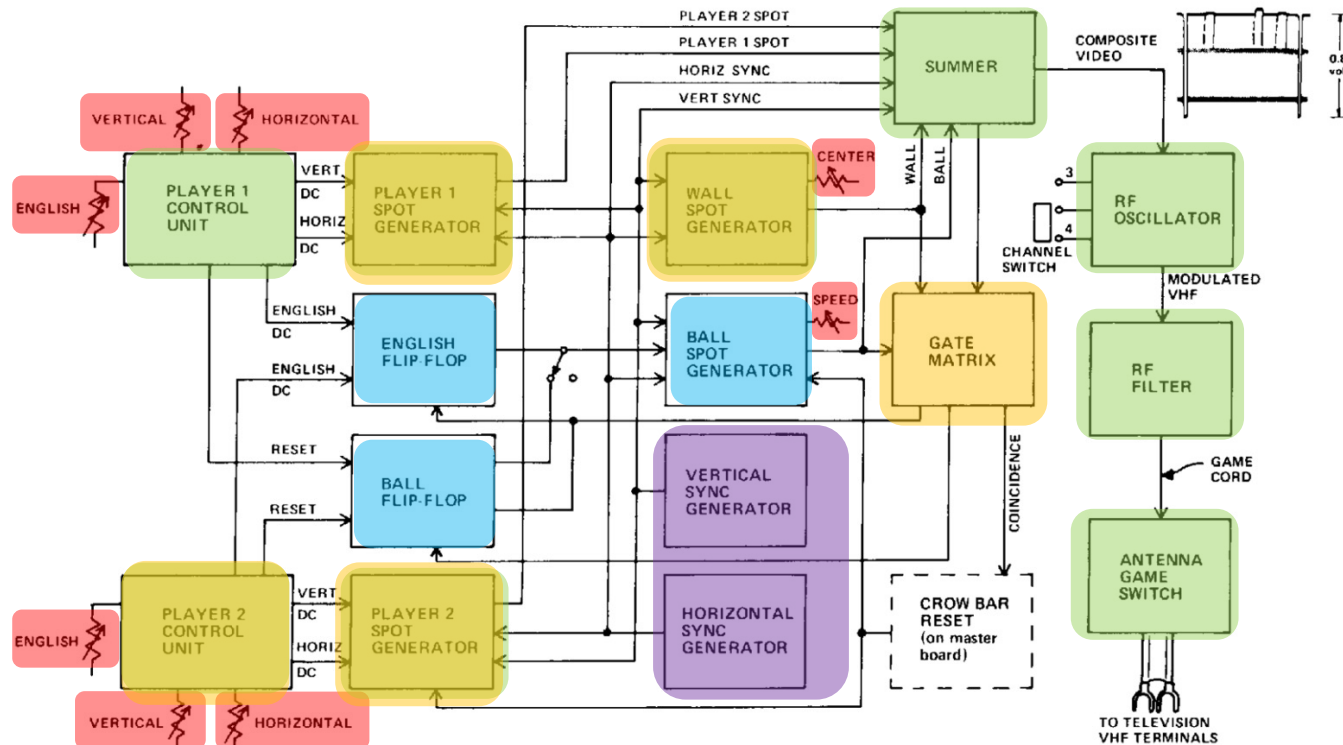 PLAYER 2 SPOT
PLAYER 1 SPOT
HORIZ SYNC
VERT SYNC
SUMMER
COMPOSITE
VIDEO
0.8
vol
VERTICAL
HORIZONTAL
ENGLISH
PLAYER 1
CONTROL
UNIT
VERT
DC
HORIZ
DC
PLAYER 1
SPOT
GENERATOR
WALL
SPOT
GENERATOR
CENTER
WALL
BALL
3
4
CHANNEL
SWITCH
RF
OSCILLATOR
MODULATED
VHF
ENGLISH
DC
ENGLISH
DC
ENGLISH
FLIP-FLOP
BALL
SPOT
GENERATOR
SPEED
GATE
MATRIX
RF
FILTER
RESET
RESET
BALL
FLIP-FLOP
VERTICAL
SYNC
GENERATOR
COINCIDENCE
GAME
CORD
ENGLISH
PLAYER 2
CONTROL
UNIT
VERT
DC
HORIZ
DC
PLAYER 2
SPOT
GENERATOR
HORIZONTAL
SYNC
GENERATOR
CROW BAR
RESET
(on master
board)
ANTENNA
GAME
SWITCH
VERTICAL
HORIZONTAL
TO TELEVISION
VHF TERMINALS